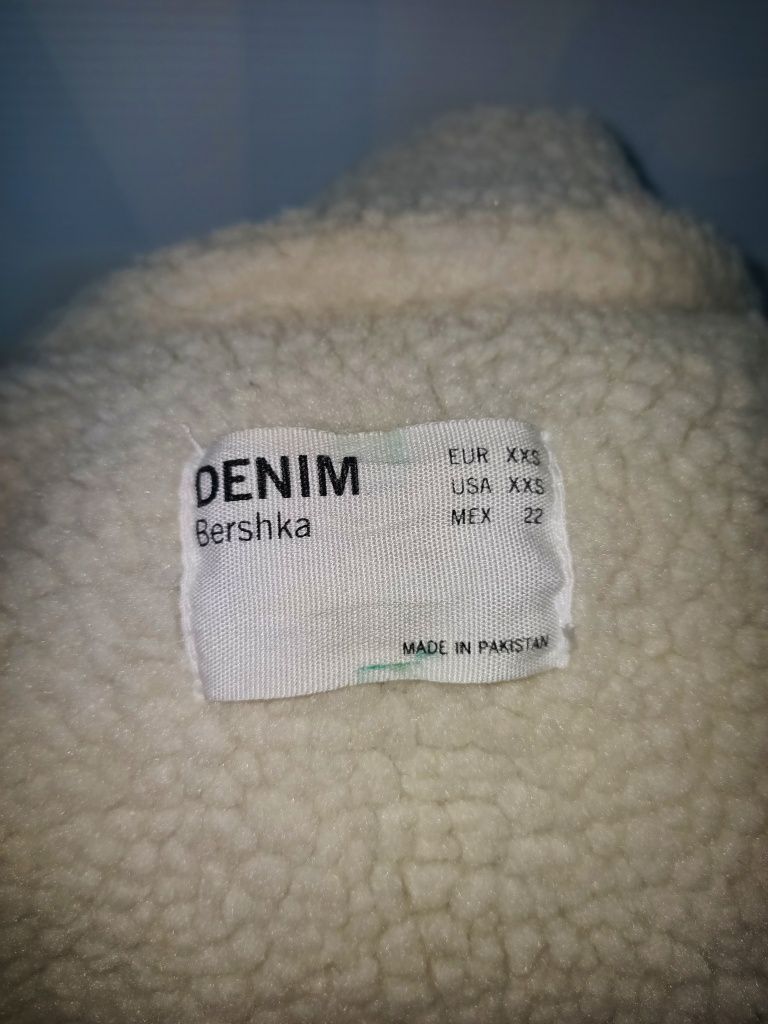 DENIM
Bershka
EUR XXS
USA XXS
MEX 22
MADE IN PAKISTAN